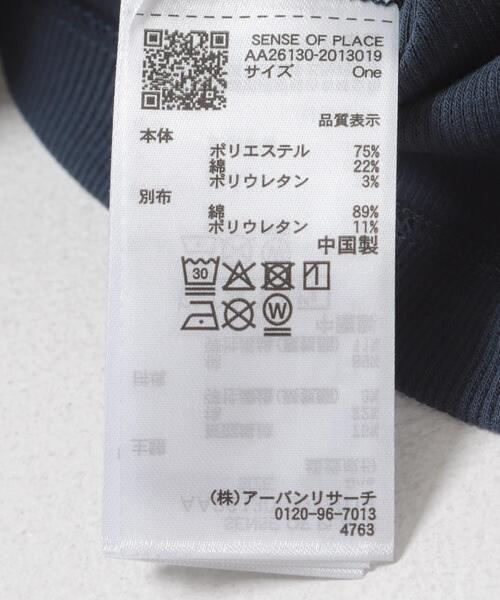 SENSE OF PLACE
AA26130-2013019
サイズ One
品質表示
本体
ポリエステル 75%
綿 22%
ポリウレタン 3%
別布
綿 89%
ポリウレタン 11%
中国製
30
W
(株)アーバンリサーチ
0120-96-7013
4763